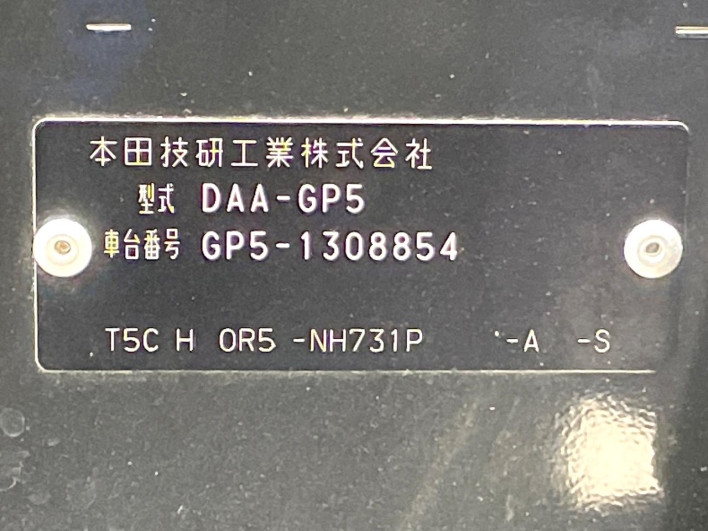 本田技研工業株式会社
型式 DAA-GP5
車台番号 GP5-1308854
T5C H 0R5 -NH731P -A -S